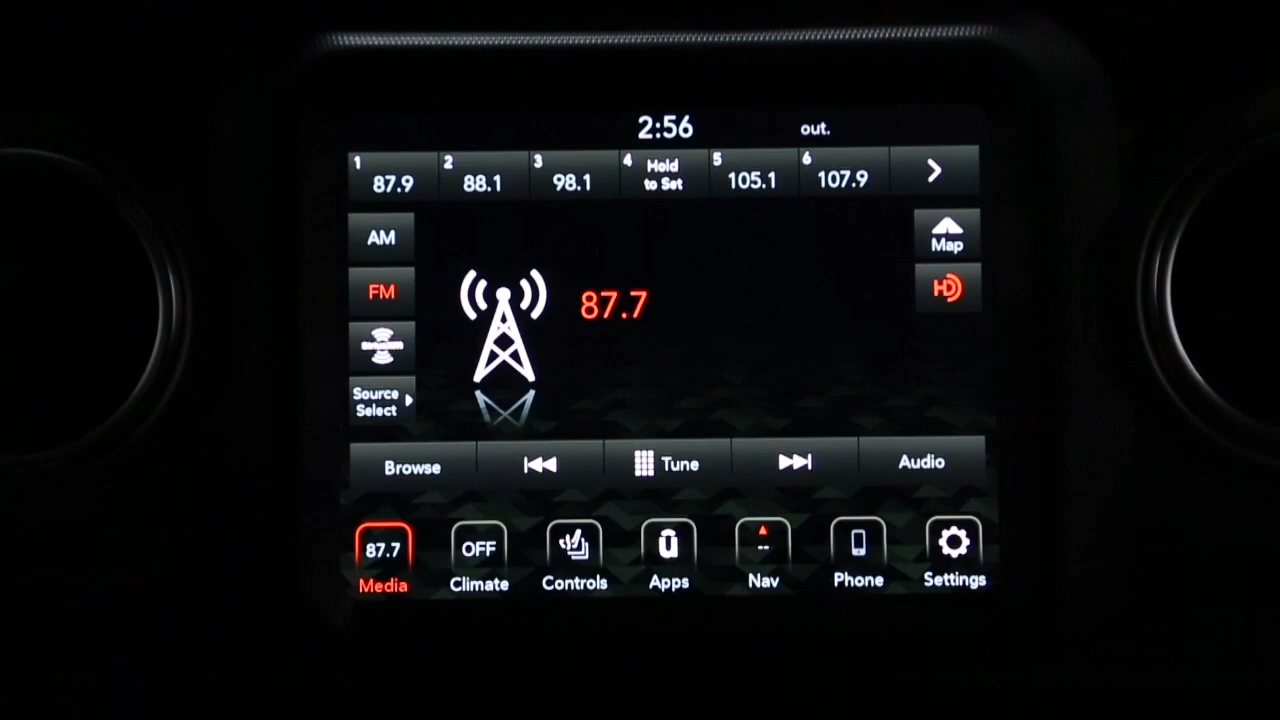 2:56 out.
1 87.9 2 88.1 3 98.1 4 Hold to Set 5 105.1 6 107.9
AM
Map
FM
87.7
HD
SiriusXM
Source
Select
Browse Tune Audio
87.7 OFF û --
Media Climate Controls Apps Nav Phone Settings